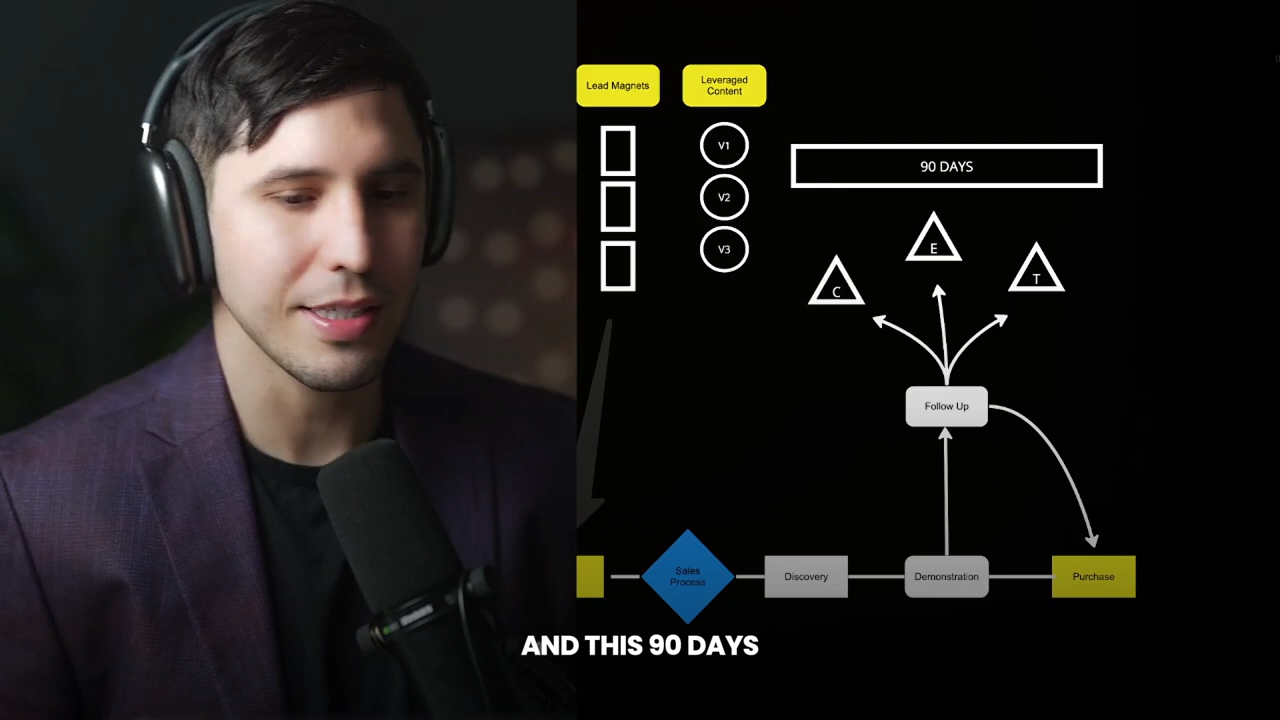 Lead Magnets
Leveraged
Content
V1
V2
V3
90 DAYS
C
E
T
Follow Up
Sales
Process
Discovery
Demonstration
Purchase
AND THIS 90 DAYS